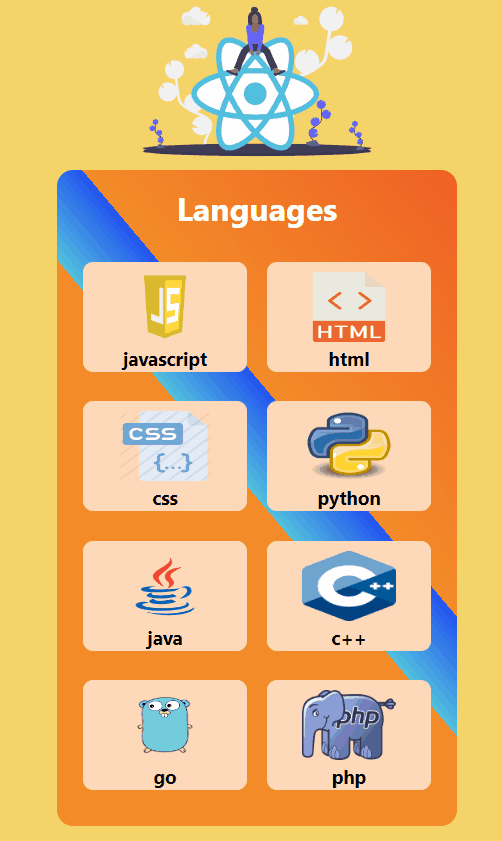 Languages
JS
< >
HTML
javascript
html
CSS
{...}
css
python
C++
java
c++
php
go
php